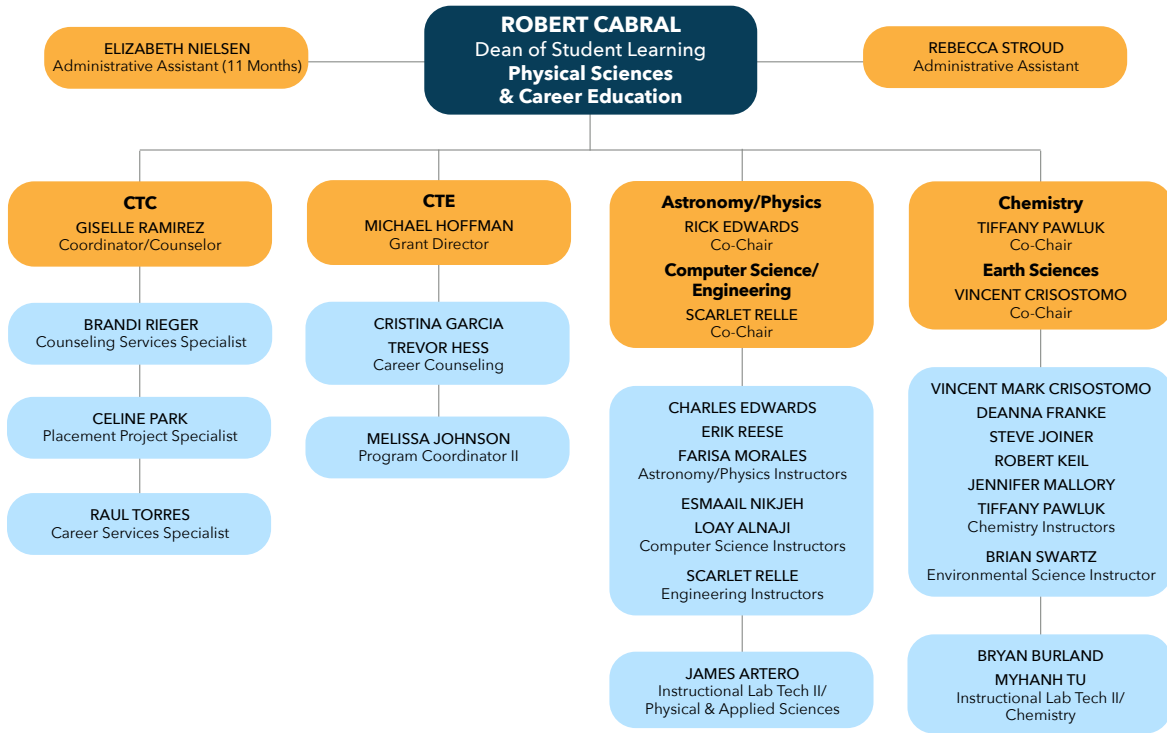 ROBERT CABRAL
Dean of Student Learning
Physical Sciences
& Career Education
ELIZABETH NIELSEN
Administrative Assistant (11 Months)
REBECCA STROUD
Administrative Assistant
CTC
GISELLE RAMIREZ
Coordinator/Counselor
BRANDI RIEGER
Counseling Services Specialist
CELINE PARK
Placement Project Specialist
RAUL TORRES
Career Services Specialist
CTE
MICHAEL HOFFMAN
Grant Director
CRISTINA GARCIA
TREVOR HESS
Career Counseling
MELISSA JOHNSON
Program Coordinator II
Astronomy/Physics
RICK EDWARDS
Co-Chair
Computer Science/
Engineering
SCARLET RELLE
Co-Chair
CHARLES EDWARDS
ERIK REESE
FARISA MORALES
Astronomy/Physics Instructors
ESMAAIL NIKJEH
LOAY ALNAJI
Computer Science Instructors
SCARLET RELLE
Engineering Instructors
JAMES ARTERO
Instructional Lab Tech II/
Physical & Applied Sciences
Chemistry
TIFFANY PAWLUK
Co-Chair
Earth Sciences
VINCENT CRISOSTOMO
Co-Chair
VINCENT MARK CRISOSTOMO
DEANNA FRANKE
STEVE JOINER
ROBERT KEIL
JENNIFER MALLORY
TIFFANY PAWLUK
Chemistry Instructors
BRIAN SWARTZ
Environmental Science Instructor
BRYAN BURLAND
MYHANH TU
Instructional Lab Tech II/
Chemistry